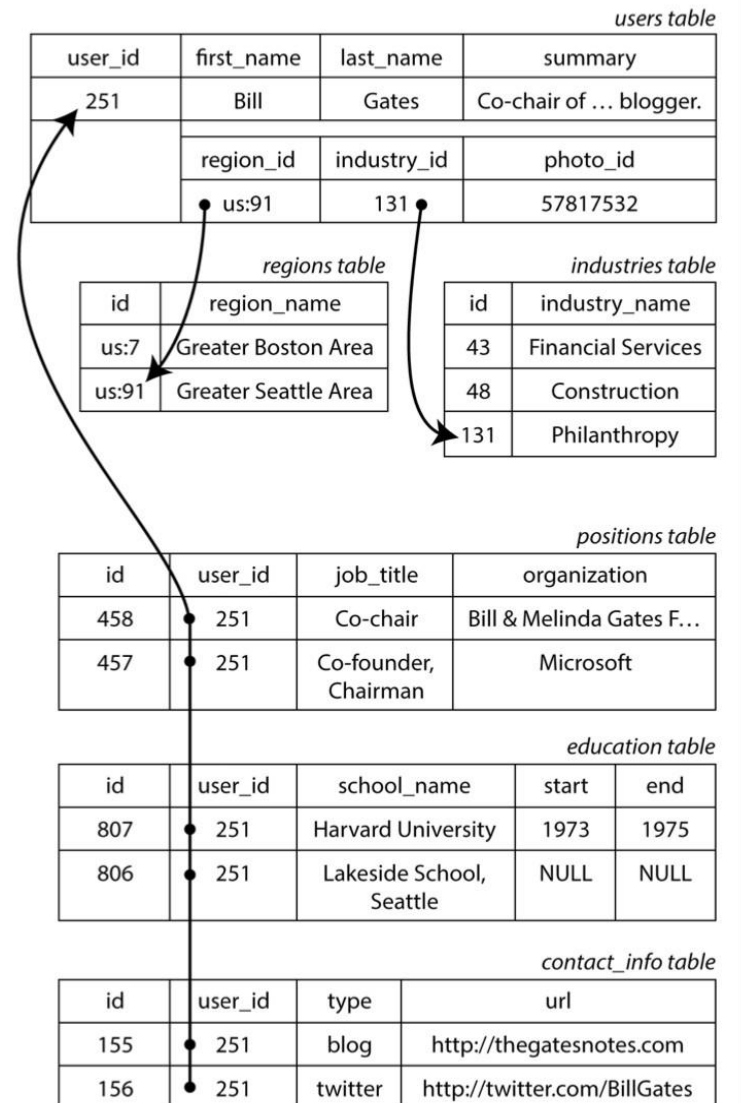 users table
user_id first_name last_name summary
251 Bill Gates Co-chair of … blogger.
region_id industry_id photo_id
us:91 131 57817532
regions table
id region_name
us:7 Greater Boston Area
us:91 Greater Seattle Area
industries table
id industry_name
43 Financial Services
48 Construction
131 Philanthropy
positions table
id user_id job_title organization
458 251 Co-chair Bill & Melinda Gates F…
457 251 Co-founder, Microsoft
Chairman
education table
id user_id school_name start end
807 251 Harvard University 1973 1975
806 251 Lakeside School, NULL NULL
Seattle
contact_info table
id user_id type url
155 251 blog http://thegatesnotes.com
156 251 twitter http://twitter.com/BillGates